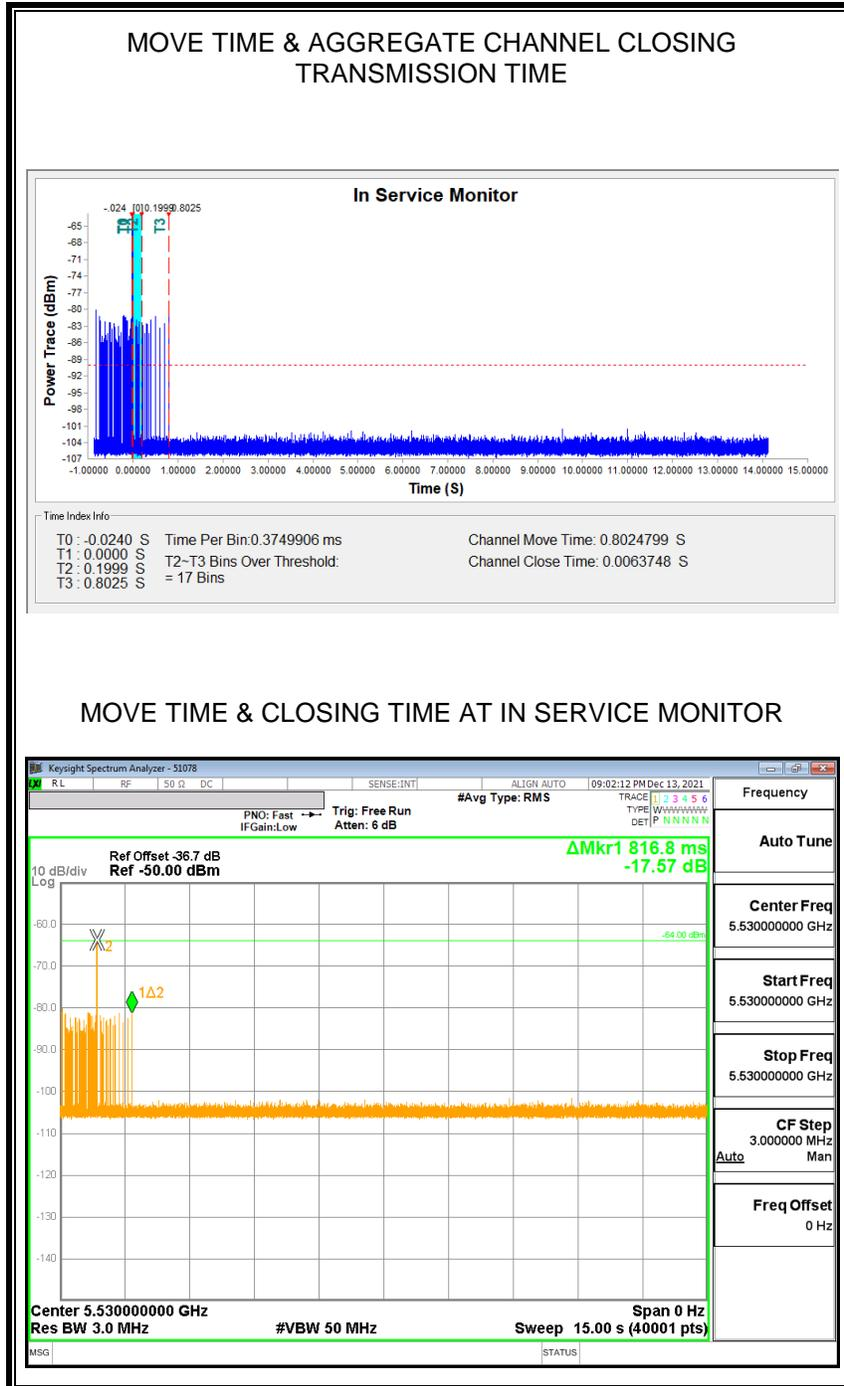 MOVE TIME & AGGREGATE CHANNEL CLOSING
TRANSMISSION TIME
In Service Monitor
-.024 [0]0.1999 0.8025
T2
T3
Power Trace (dBm)
-65
-68
-71
-74
-77
-80
-83
-86
-89
-92
-95
-98
-101
-104
-107
-1.00000 0.00000 1.00000 2.00000 3.00000 4.00000 5.00000 6.00000 7.00000 8.00000 9.00000 10.00000 11.00000 12.00000 13.00000 14.00000 15.00000
Time (S)
Time Index Info
T0 : -0.0240 S Time Per Bin:0.3749906 ms Channel Move Time: 0.8024799 S
T1 : 0.0000 S T2~T3 Bins Over Threshold: Channel Close Time: 0.0063748 S
T2 : 0.1999 S = 17 Bins
T3 : 0.8025 S
MOVE TIME & CLOSING TIME AT IN SERVICE MONITOR
Keysight Spectrum Analyzer - 51078
LXI RL RF 50 Ω DC SENSE:INT ALIGN AUTO 09:02:12 PM Dec 13, 2021
Frequency
#Avg Type: RMS
TRACE 1 2 3 4 5 6
PNO: Fast Trig: Free Run
TYPE WWWWWW
IFGain:Low Atten: 6 dB
DET P N N N N N
Auto Tune
ΔMkr1 816.8 ms
-17.57 dB
Ref Offset -36.7 dB
10 dB/div Ref -50.00 dBm
Log
-60.0
-70.0
-80.0
-90.0
-100
-110
-120
-130
-140
-64.00 dBm
2
1Δ2
Center Freq
5.530000000 GHz
Start Freq
5.530000000 GHz
Stop Freq
5.530000000 GHz
CF Step
3.000000 MHz
Auto Man
Freq Offset
0 Hz
Center 5.530000000 GHz Span 0 Hz
Res BW 3.0 MHz #VBW 50 MHz Sweep 15.00 s (40001 pts)
MSG STATUS